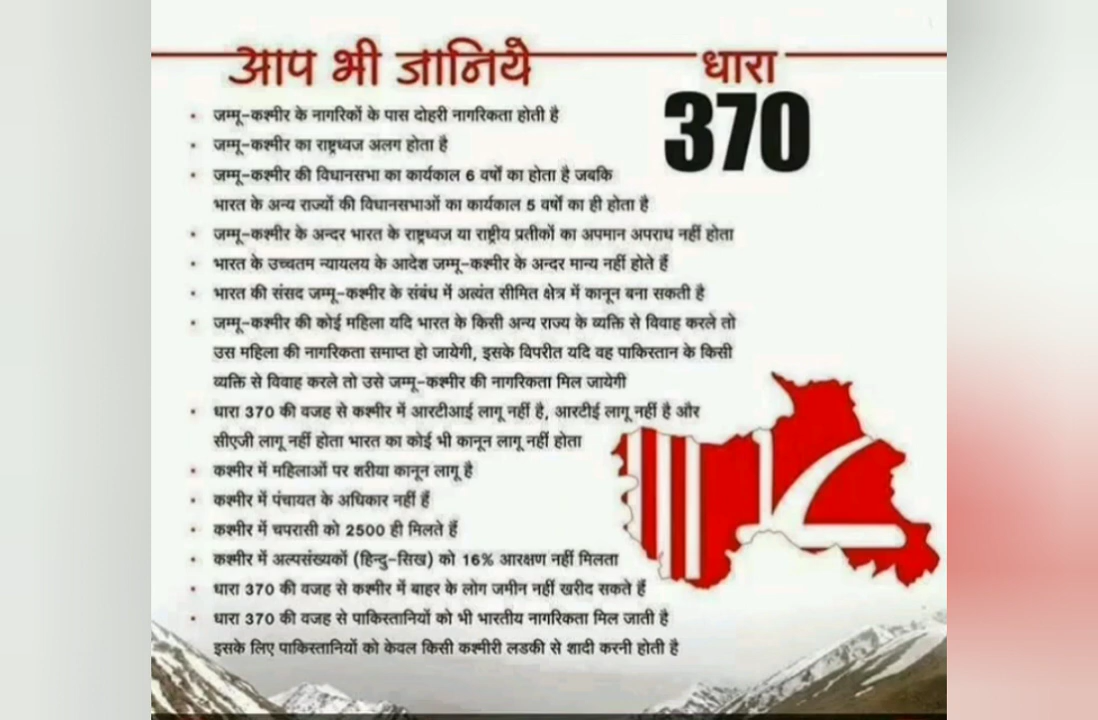 आप भी जानिये
धारा
370
• जम्मू-कश्मीर के नागरिकों के पास दोहरी नागरिकता होती है
• जम्मू-कश्मीर का राष्ट्रध्वज अलग होता है
• जम्मू-कश्मीर की विधानसभा का कार्यकाल 6 वर्षों का होता है जबकि
भारत के अन्य राज्यों की विधानसभाओं का कार्यकाल 5 वर्षों का ही होता है
• जम्मू-कश्मीर के अन्दर भारत के राष्ट्रध्वज या राष्ट्रीय प्रतीकों का अपमान अपराध नहीं होता
• भारत के उच्चतम न्यायलय के आदेश जम्मू-कश्मीर के अन्दर मान्य नहीं होते हैं
• भारत की संसद जम्मू-कश्मीर के संबंध में अत्यंत सीमित क्षेत्र में कानून बना सकती है
• जम्मू-कश्मीर की कोई महिला यदि भारत के किसी अन्य राज्य के व्यक्ति से विवाह करले तो
उस महिला की नागरिकता समाप्त हो जायेगी, इसके विपरीत यदि वह पाकिस्तान के किसी
व्यक्ति से विवाह करले तो उसे जम्मू-कश्मीर की नागरिकता मिल जायेगी
• धारा 370 की वजह से कश्मीर में आरटीआई लागू नहीं है, आरटीई लागू नहीं है और
सीएजी लागू नहीं होता भारत का कोई भी कानून लागू नहीं होता
• कश्मीर में महिलाओं पर शरीया कानून लागू है
• कश्मीर में पंचायत के अधिकार नहीं हैं
• कश्मीर में चपरासी को 2500 ही मिलते हैं
• कश्मीर में अल्पसंख्यकों (हिन्दु-सिख) को 16% आरक्षण नहीं मिलता
• धारा 370 की वजह से कश्मीर में बाहर के लोग जमीन नहीं खरीद सकते हैं
• धारा 370 की वजह से पाकिस्तानियों को भी भारतीय नागरिकता मिल जाती है
इसके लिए पाकिस्तानियों को केवल किसी कश्मीरी लडकी से शादी करनी होती है